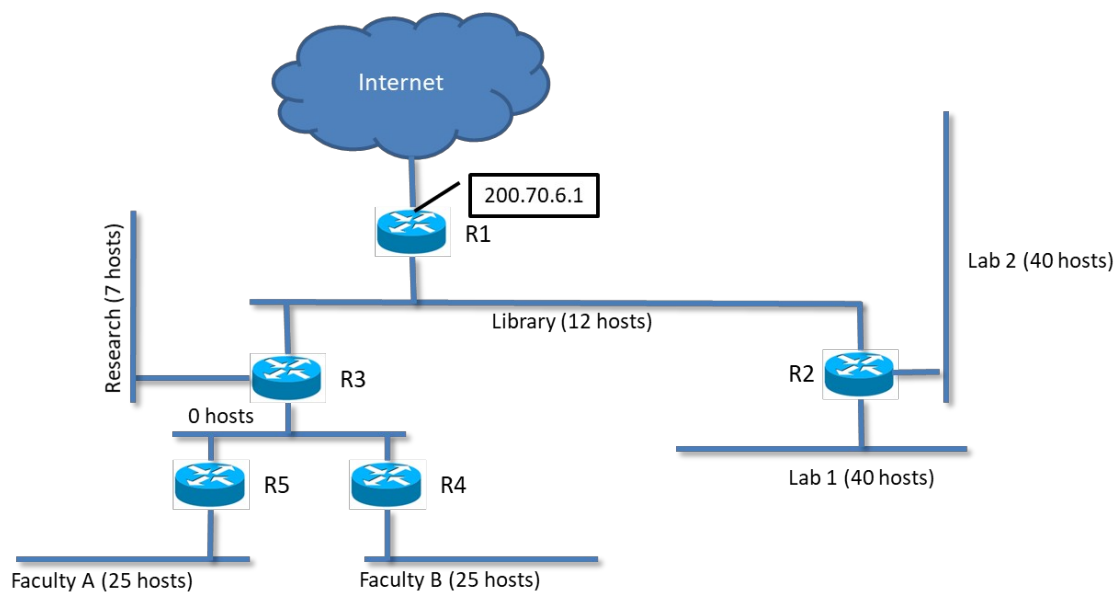 Internet
200.70.6.1
R1
Research (7 hosts)
Lab 2 (40 hosts)
Library (12 hosts)
R3
R2
0 hosts
R5
R4
Lab 1 (40 hosts)
Faculty A (25 hosts)
Faculty B (25 hosts)